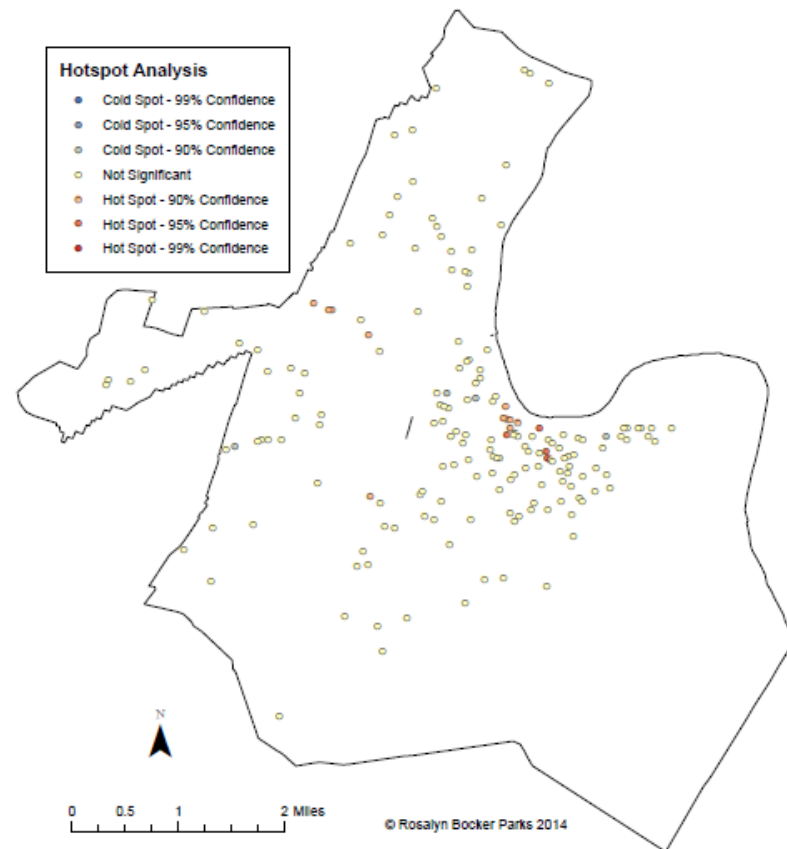 Hotspot Analysis
Cold Spot - 99% Confidence
Cold Spot - 95% Confidence
Cold Spot - 90% Confidence
Not Significant
Hot Spot - 90% Confidence
Hot Spot - 95% Confidence
Hot Spot - 99% Confidence
N
0 0.5 1 2 Miles
© Rosalyn Bocker Parks 2014